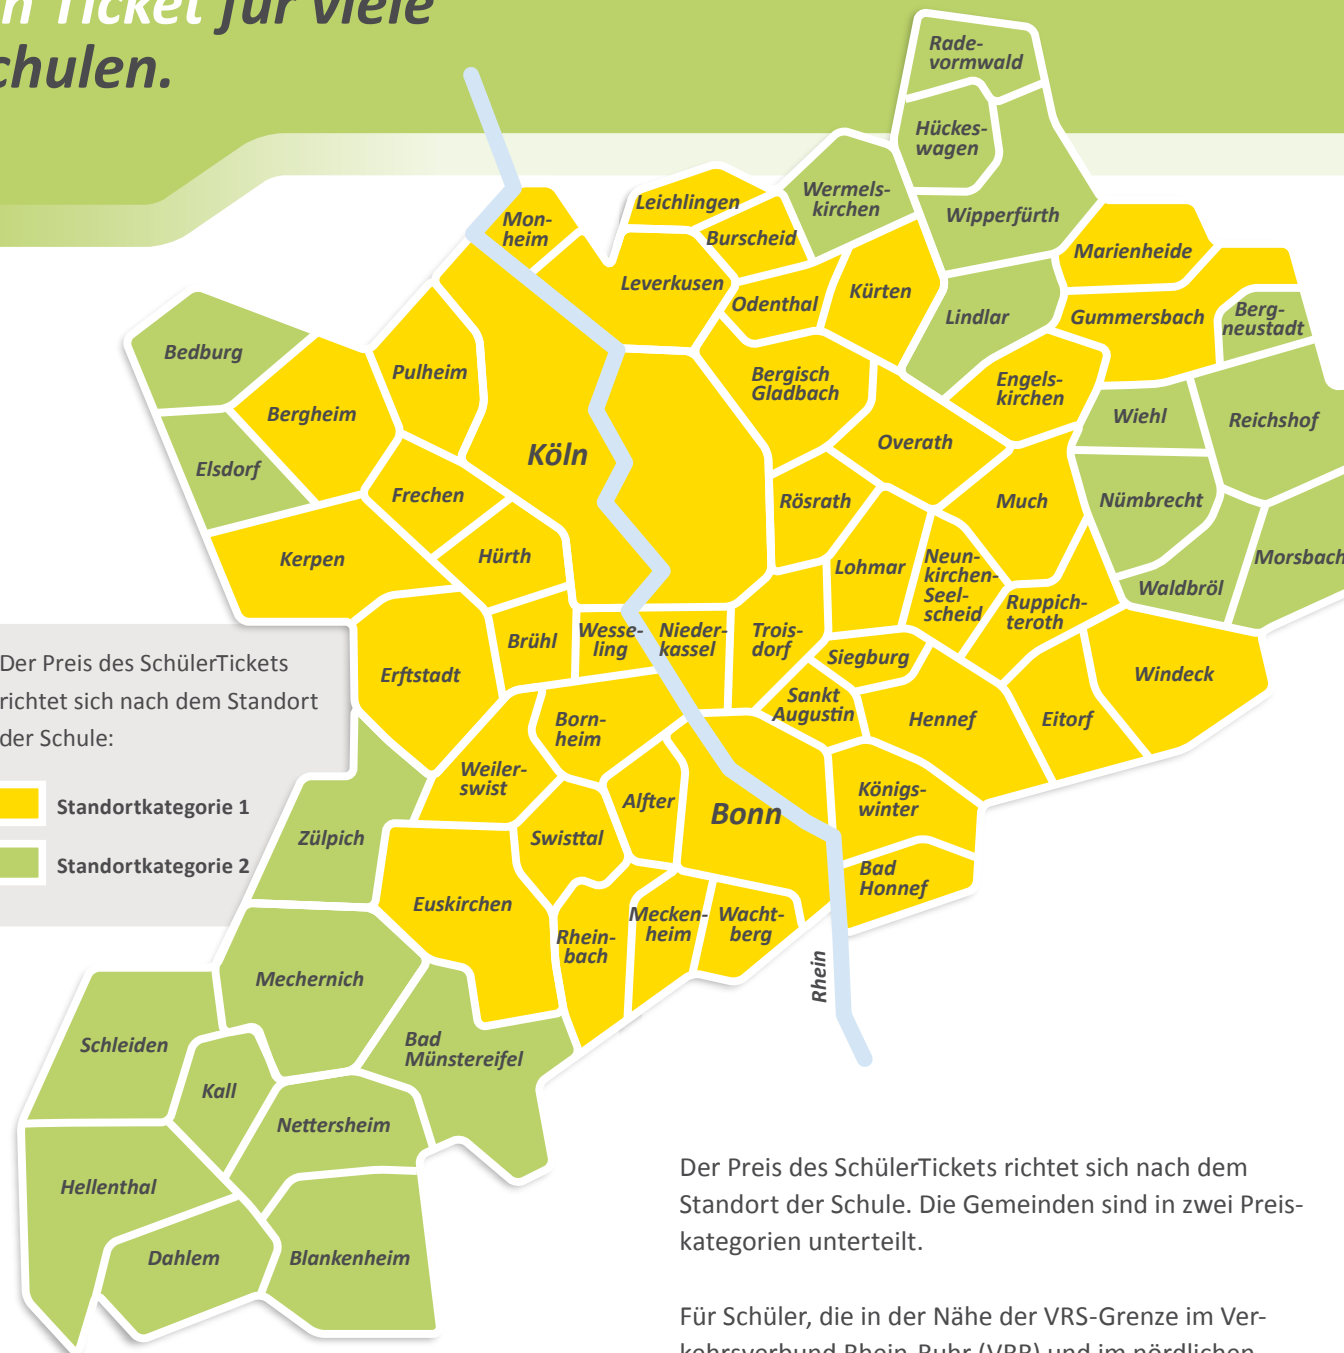 Ticket für viele
Rade-
vormwald
Hückes-
wagen
Wermels-
kirchen
Wipperfürth
Leichlingen
Mon-
heim
Burscheid
Marienheide
Leverkusen
Odenthal
Kürten
Lindlar
Gummersbach
Berg-
neustadt
Bedburg
Pulheim
Bergheim
Bergisch
Gladbach
Engels-
kirchen
Wiehl
Reichshof
Köln
Overath
Elsdorf
Frechen
Rösrath
Much
Nümbrecht
Kerpen
Hürth
Lohmar
Neun-
kirchen-
Seel-
scheid
Morsbach
Waldbröl
Ruppich-
teroth
Brühl
Wesse-
ling
Nieder-
kassel
Trois-
dorf
Siegburg
Erftstadt
Windeck
Sankt
Augustin
Hennef
Eitorf
Born-
heim
Weiler-
swist
Alfter
Bonn
Königs-
winter
Swisttal
Zülpich
Bad
Honnef
Euskirchen
Rhein-
bach
Mecken-
heim
Wacht-
berg
Rhein
Mechernich
Schleiden
Bad
Münstereifel
Kall
Nettersheim
Hellenthal
Dahlem
Blankenheim
Der Preis des SchülerTickets
richtet sich nach dem Standort
der Schule:
Standortkategorie 1
Standortkategorie 2
Der Preis des SchülerTickets richtet sich nach dem
Standort der Schule. Die Gemeinden sind in zwei Preis-
kategorien unterteilt.
Für Schüler, die in der Nähe der VRS-Grenze im Ver-
kehrsverbund Rhein-Ruhr (VRR) und im nördlichen